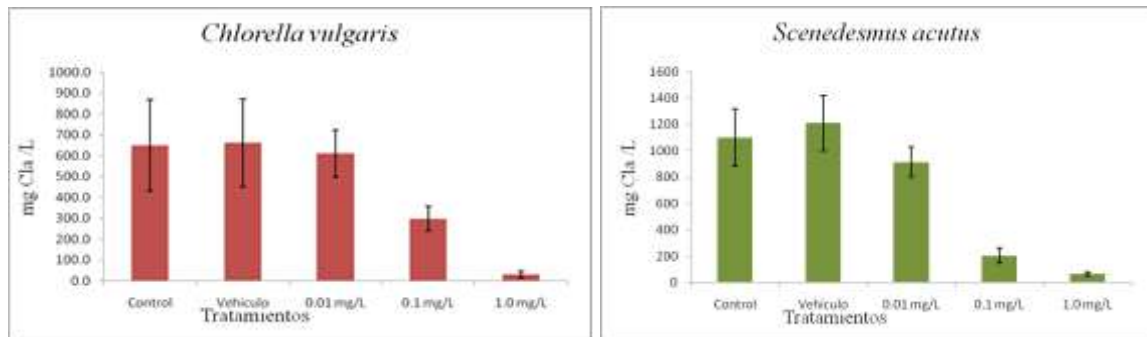 Chlorella vulgaris
1000.0
900.0
800.0
700.0
600.0
500.0
400.0
300.0
200.0
100.0
0.0
mg Cla /L
Control
Vehiculo
0.01 mg/L
0.1 mg/L
1.0 mg/L
Tratamientos
Scenedesmus acutus
1600
1400
1200
1000
800
600
400
200
0
mg Cla /L
Control
Vehiculo
0.01 mg/L
0.1 mg/L
1.0 mg/L
Tratamientos